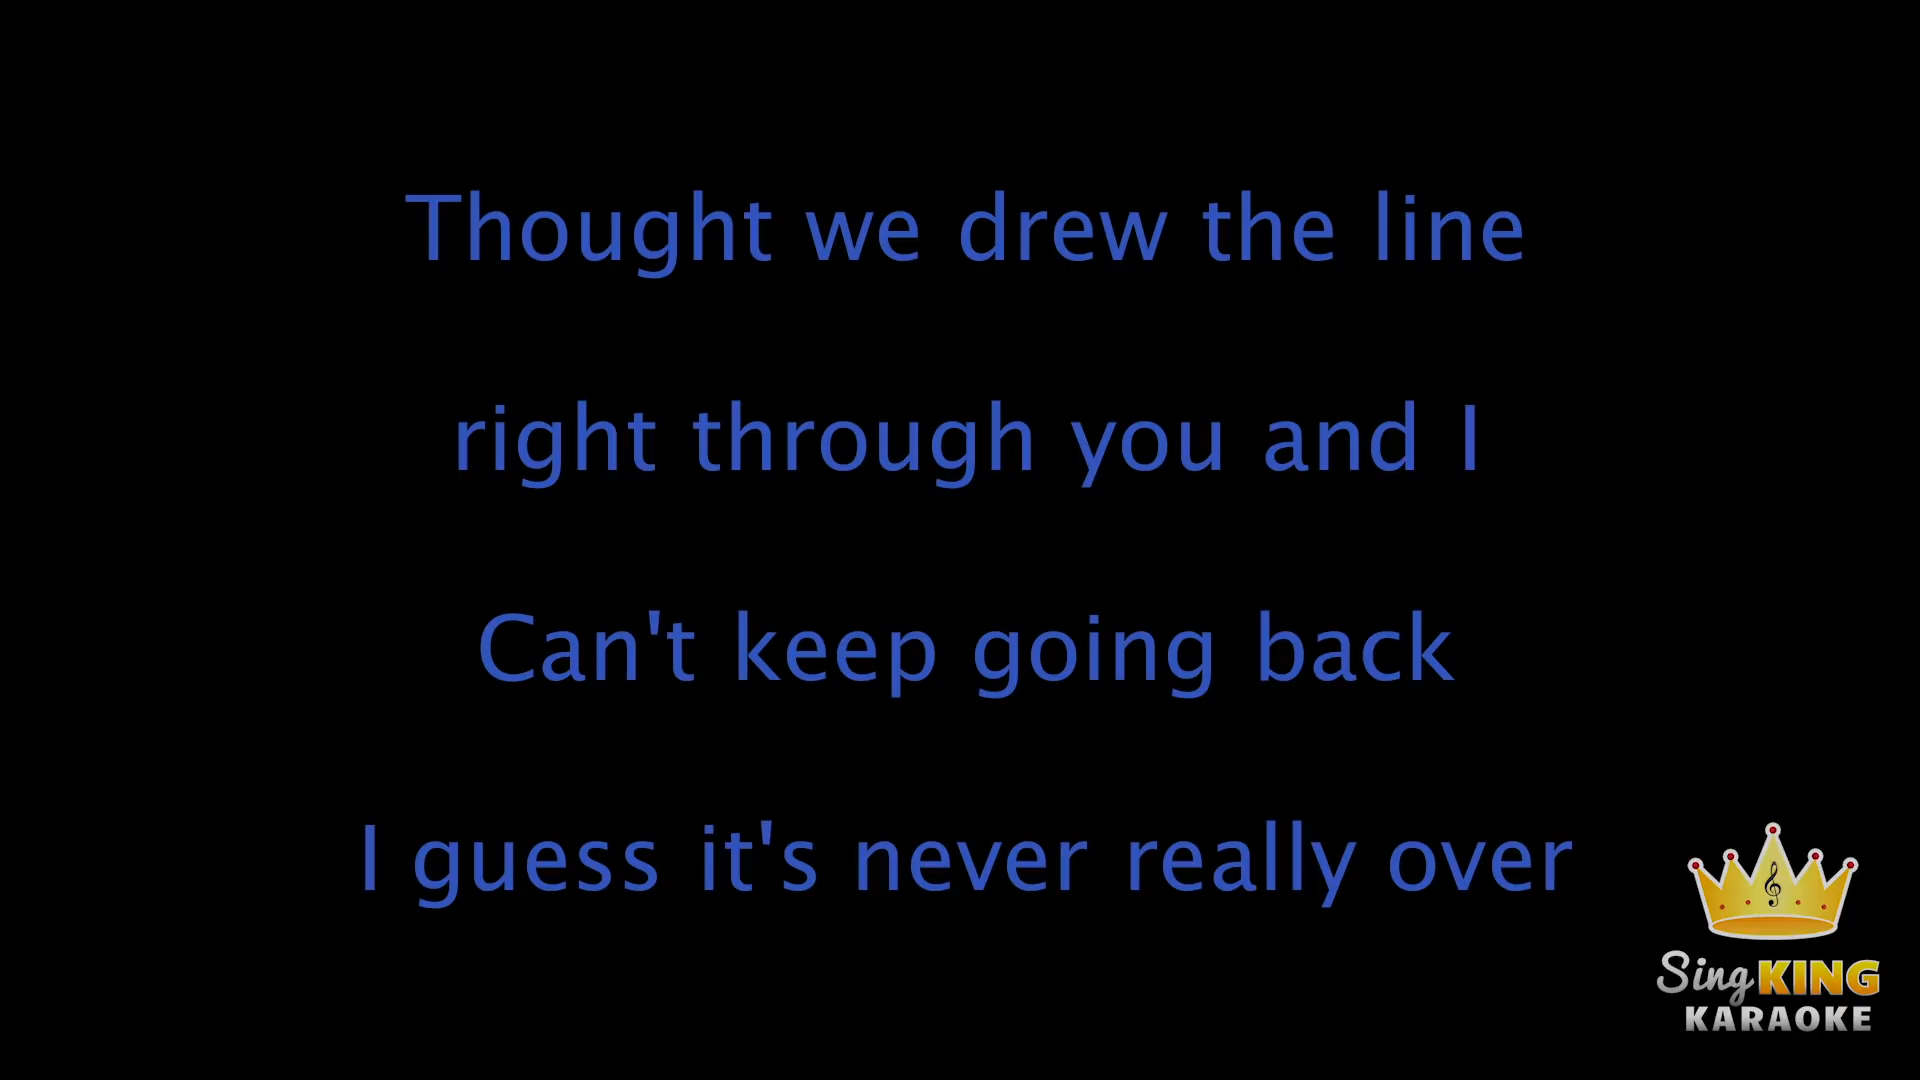 Thought we drew the line
right through you and I
Can't keep going back
I guess it's never really over
Sing KING
KARAOKE